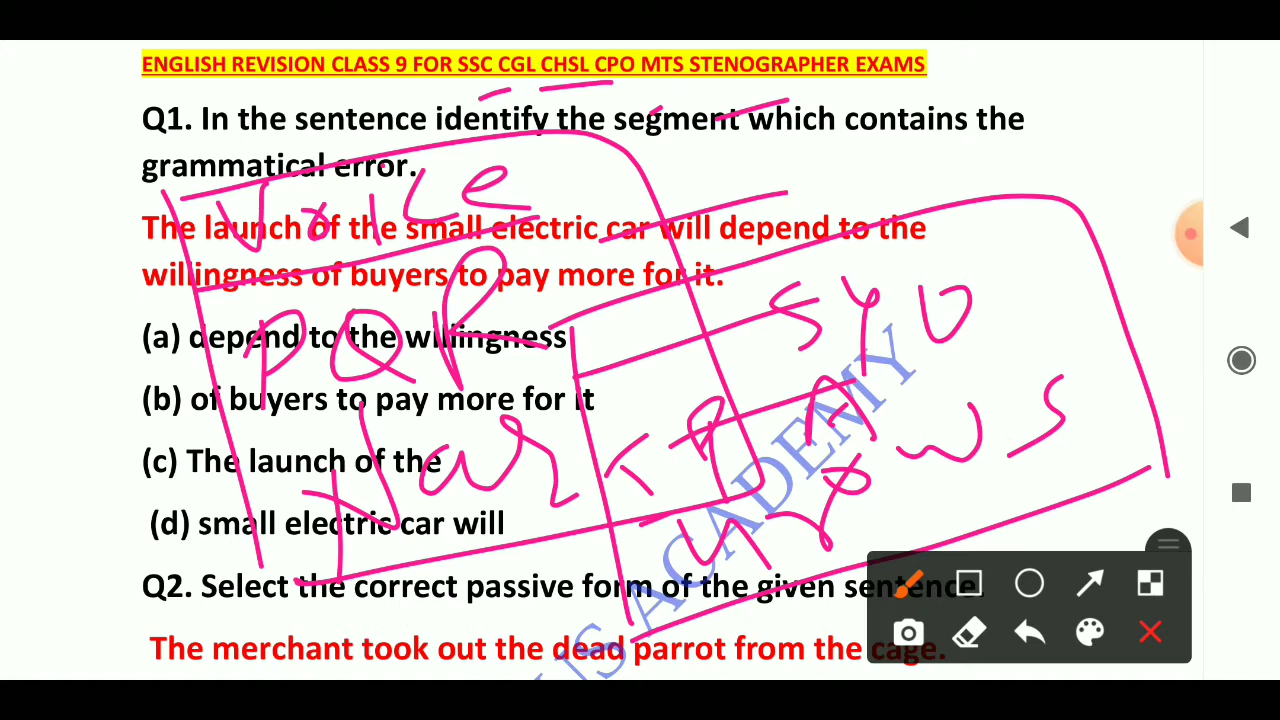 ENGLISH REVISION CLASS 9 FOR SSC CGL CHSL CPO MTS STENOGRAPHER EXAMS
Q1. In the sentence identify the segment which contains the
grammatical error.
Voice
The launch of the small electric car will depend to the
willingness of buyers to pay more for it.
PQR
SYO
(a) depend to the willingness
(b) of buyers to pay more for it
(c) The launch of the
(d) small electric car will
IS ACADEMY
Q2. Select the correct passive form of the given sentence.
The merchant took out the dead parrot from the cage.